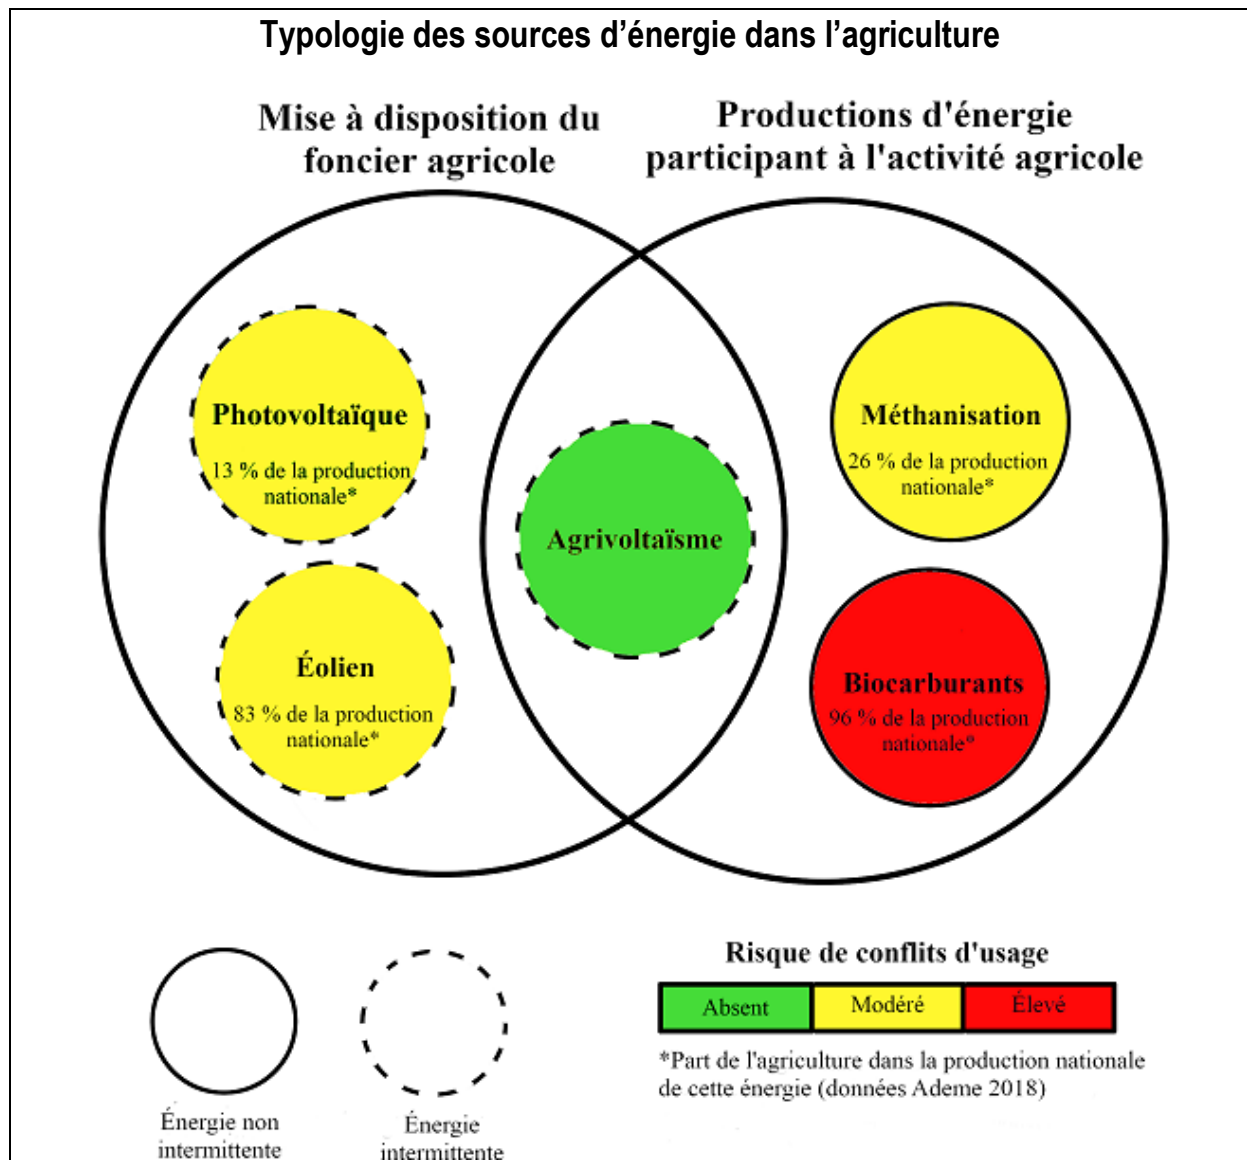 Typologie des sources d’énergie dans l’agriculture
Mise à disposition du
foncier agricole
Productions d'énergie
participant à l'activité agricole
Photovoltaïque
13 % de la production
nationale*
Éolien
83 % de la production
nationale*
Agrivoltaïsme
Méthanisation
26 % de la production
nationale*
Biocarburants
96 % de la production
nationale*
Énergie non
intermittente
Énergie
intermittente
Risque de conflits d'usage
Absent
Modéré
Élevé
*Part de l'agriculture dans la production nationale
de cette énergie (données Ademe 2018)